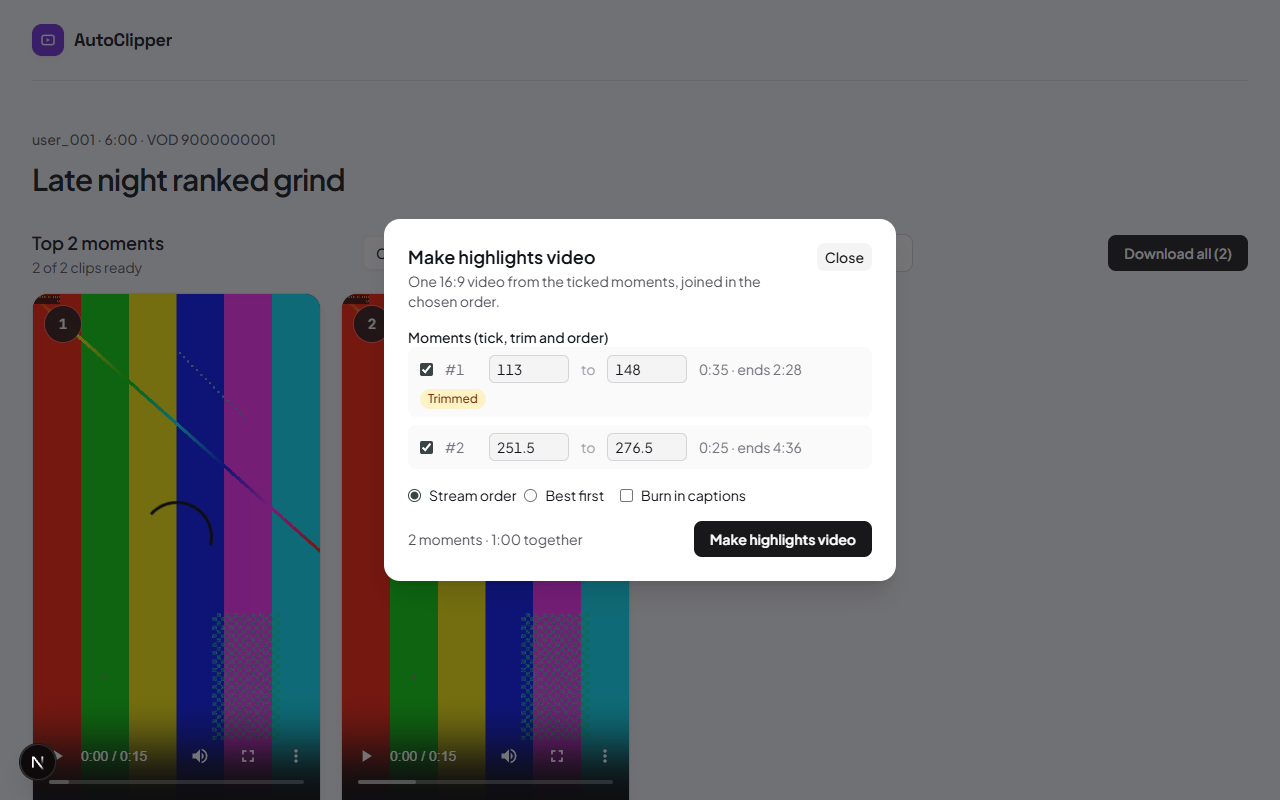 AutoClipper
user_001 · 6:00 · VOD 9000000001
Late night ranked grind
Top 2 moments
2 of 2 clips ready
Download all (2)
1
2
Make highlights video
Close
One 16:9 video from the ticked moments, joined in the
chosen order.
Moments (tick, trim and order)
#1 113 to 148 0:35 · ends 2:28
Trimmed
#2 251.5 to 276.5 0:25 · ends 4:36
Stream order Best first Burn in captions
2 moments · 1:00 together Make highlights video
0:00 / 0:15
0:00 / 0:15
N